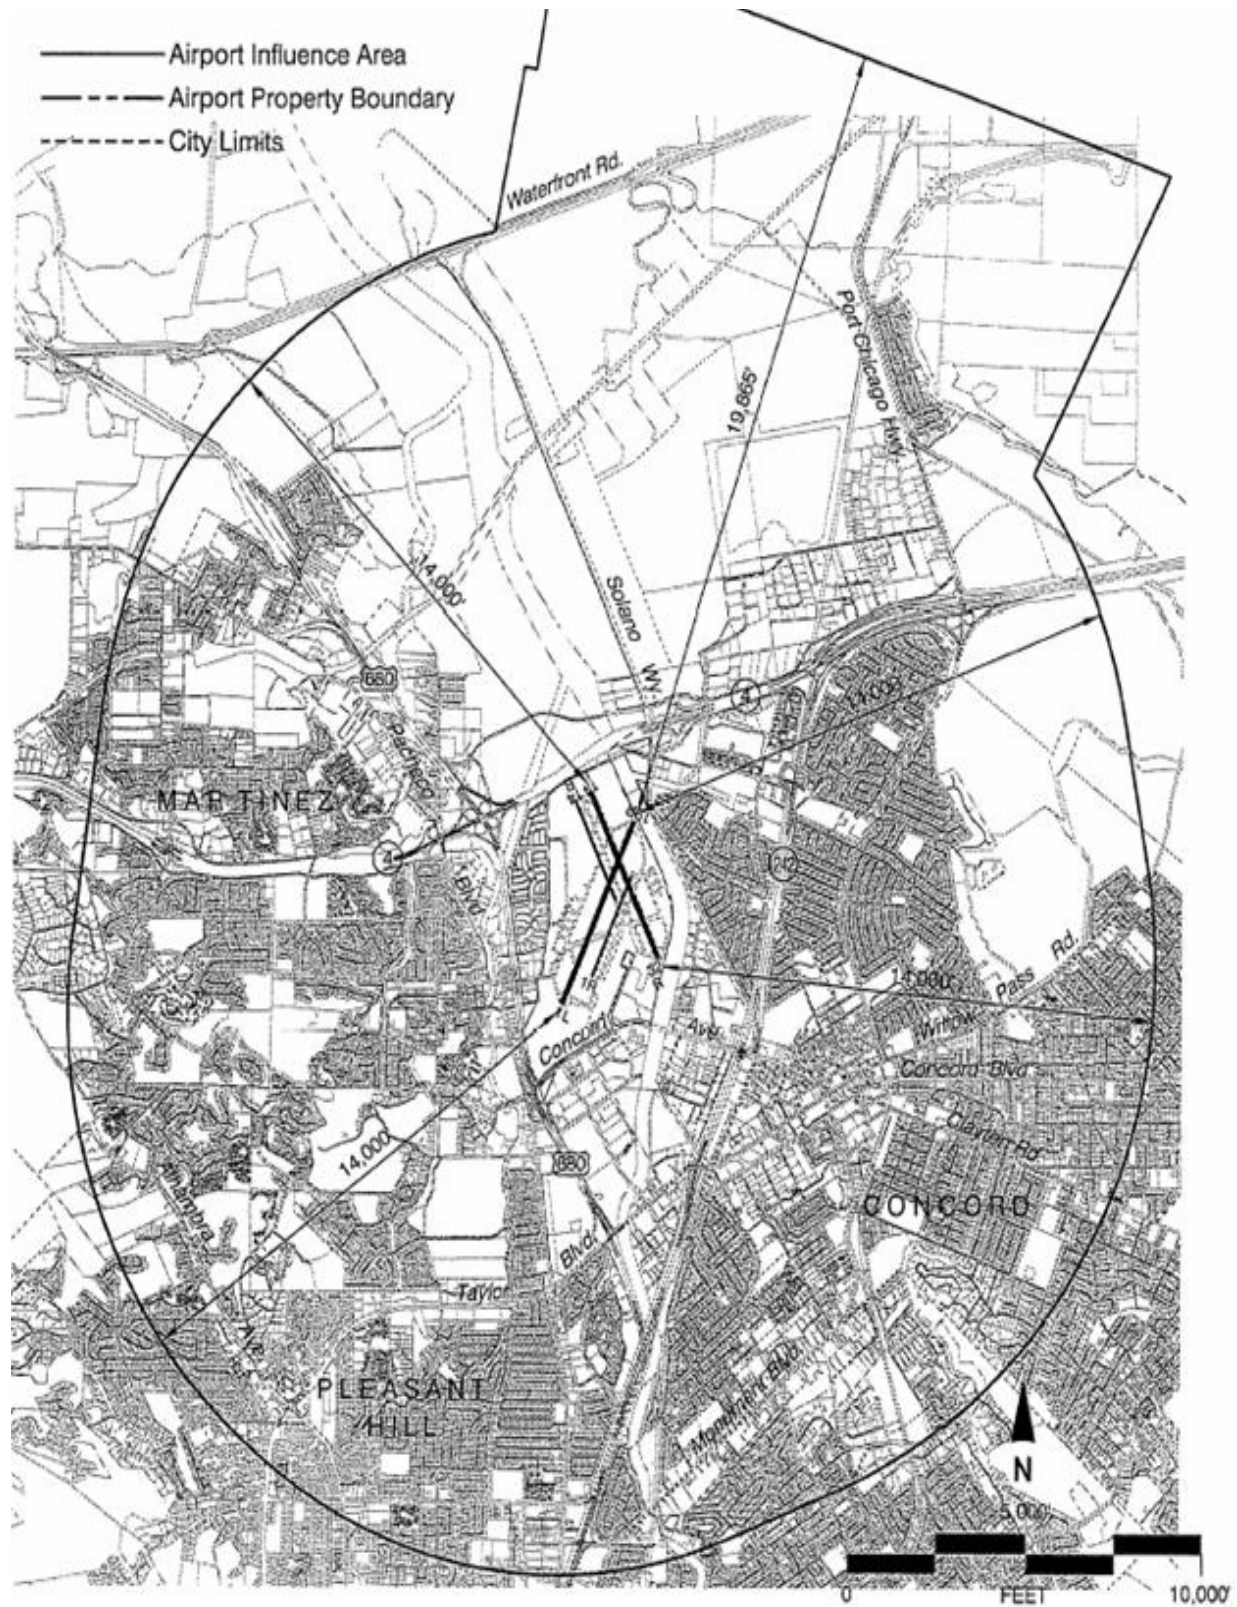 Airport Influence Area
Airport Property Boundary
City Limits
Waterfront Rd.
Port Chicago Hwy.
19,865'
14,000'
Solano Wy.
680
4
14,000'
Pacheco
MARTINEZ
4
242
Blvd
Pass Rd.
14,000'
Willow
Concord
Ave
Concord Blvd
Clayton Rd
14,000'
680
CONCORD
Blvd.
Taylor
Monument Blvd
PLEASANT
HILL
N
5,000'
0
FEET
10,000'